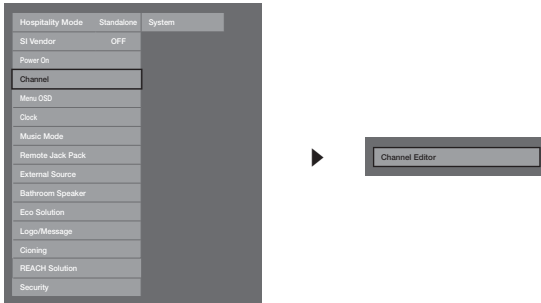 Hospitality Mode Standalone System
SI Vendor OFF
Power On
Channel
Menu OSD
Clock
Music Mode
Remote Jack Pack
External Source
Bathroom Speaker
Eco Solution
Logo/Message
Cloning
REACH Solution
Security
Channel Editor